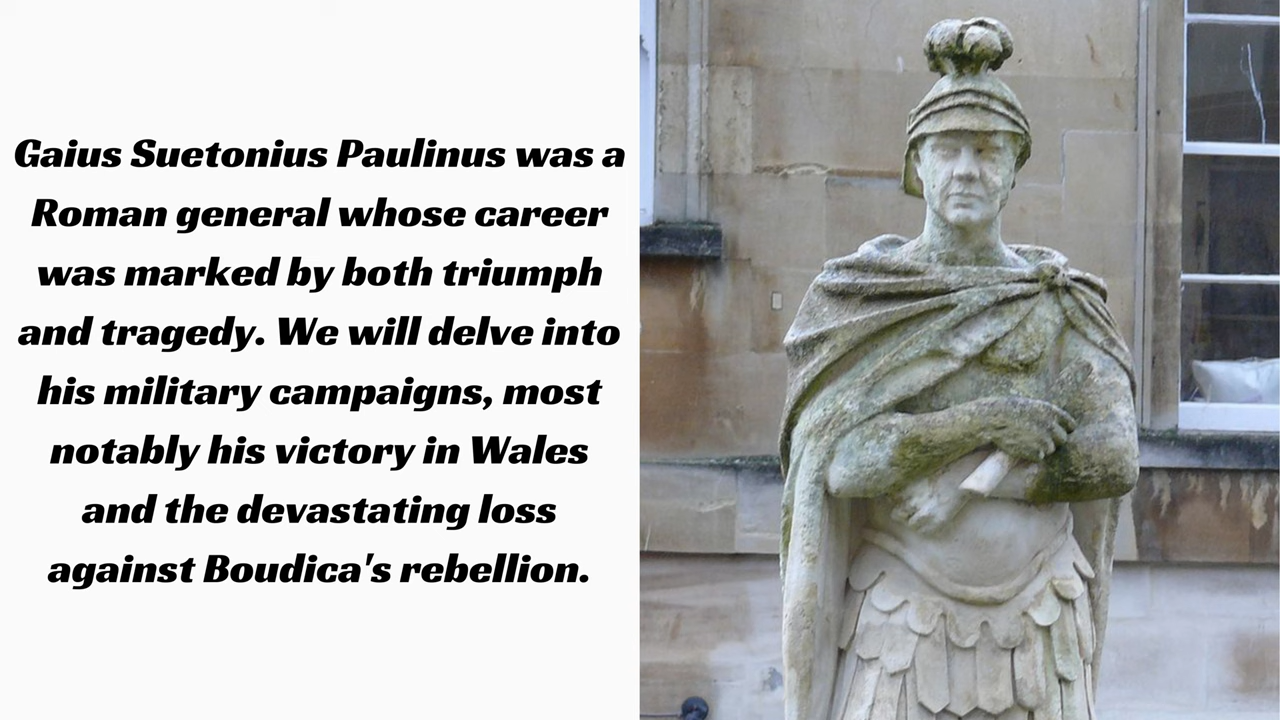 Gaius Suetonius Paulinus was a
Roman general whose career
was marked by both triumph
and tragedy. We will delve into
his military campaigns, most
notably his victory in Wales
and the devastating loss
against Boudica's rebellion.